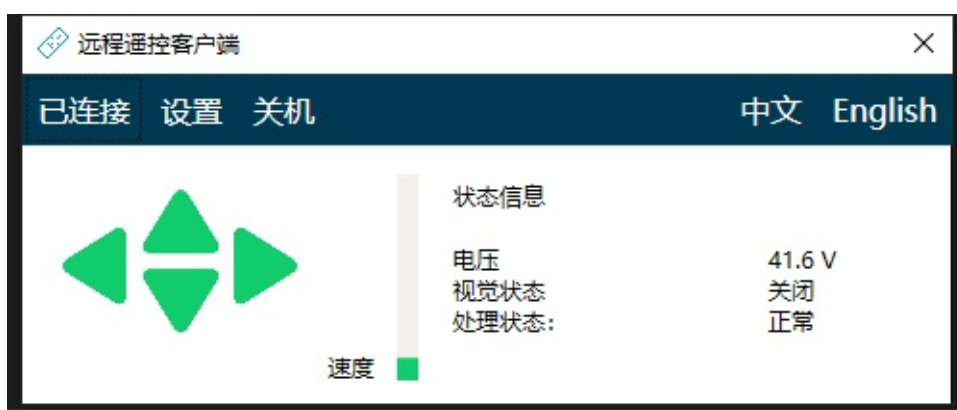 远程遥控客户端
已连接 设置 关机 中文 English
状态信息
电压 41.6 V
视觉状态 关闭
处理状态: 正常
速度